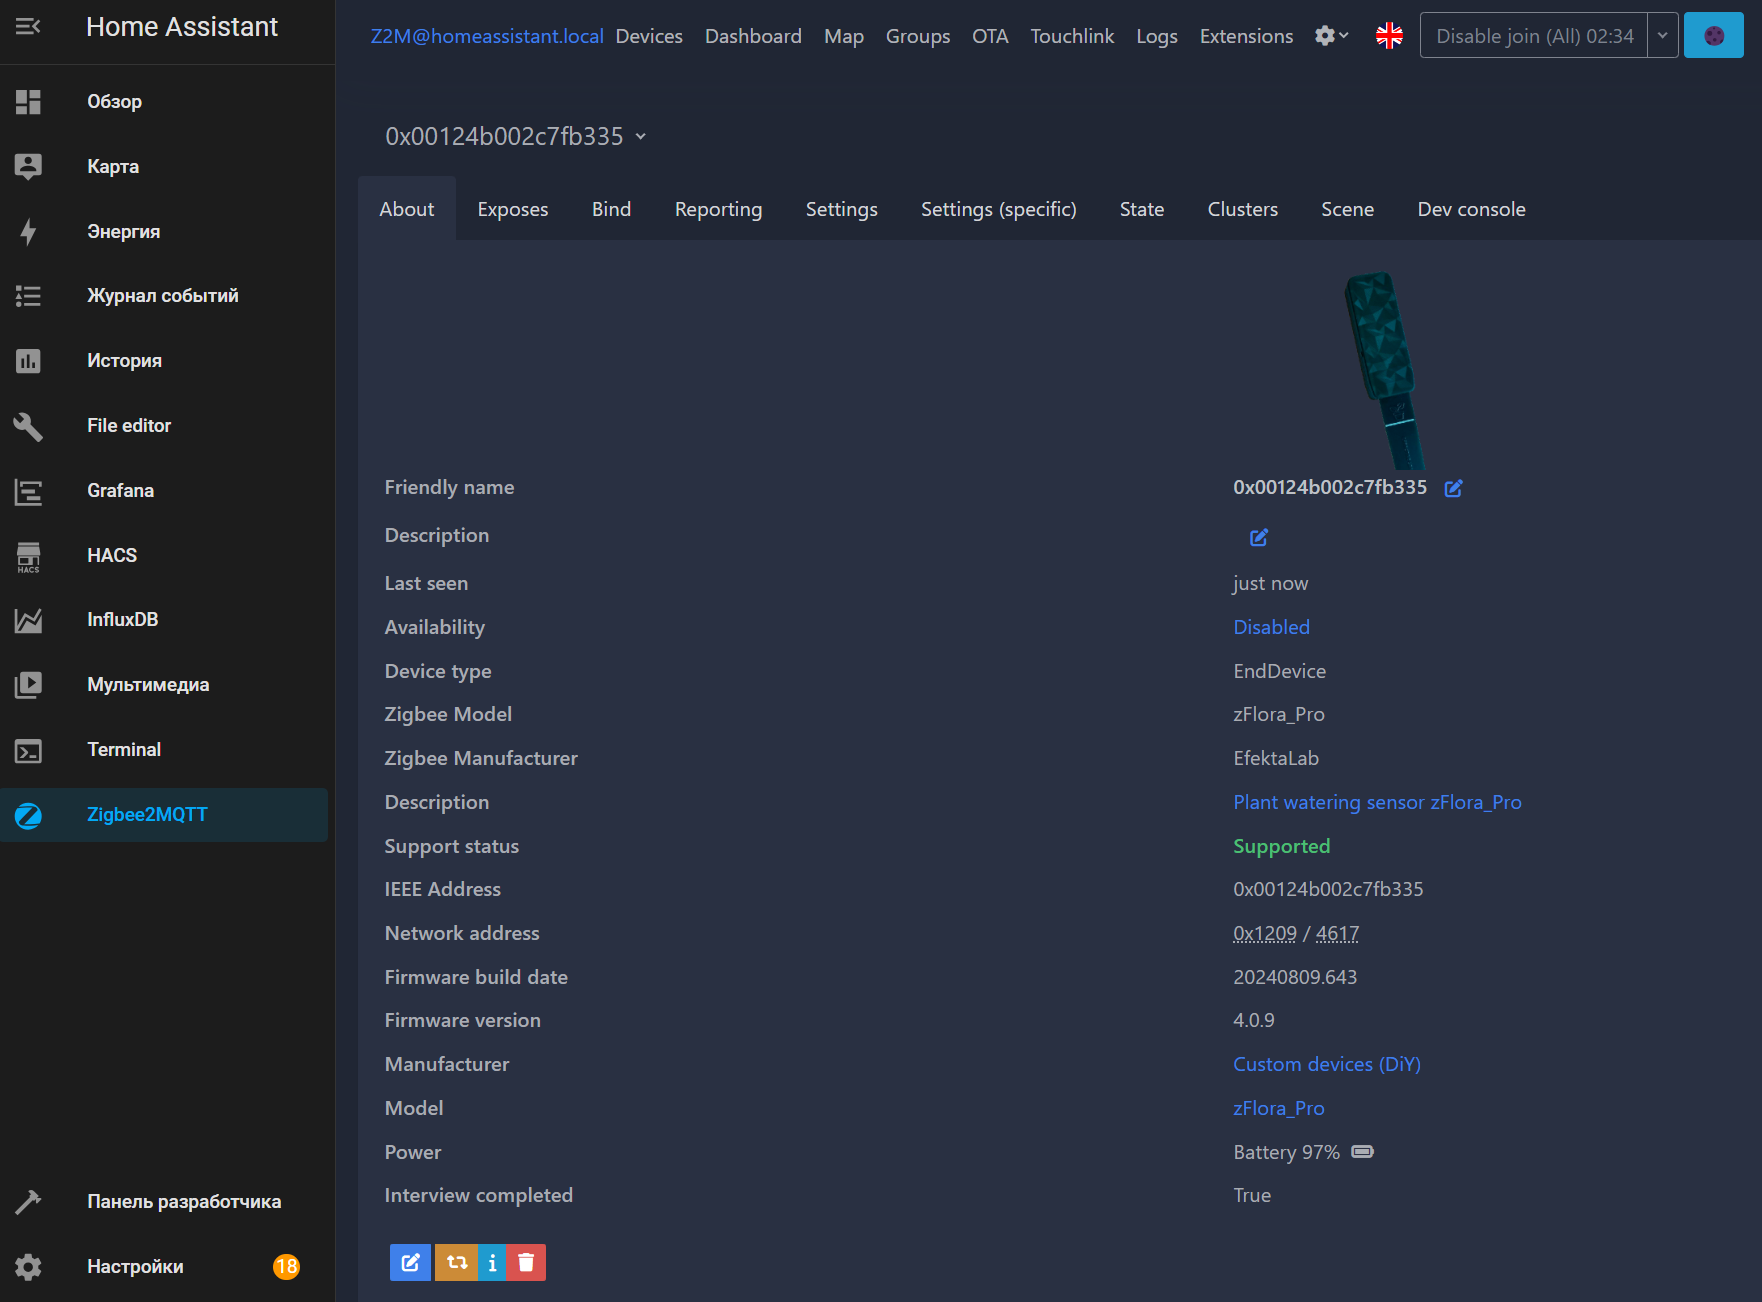 Home Assistant
Обзор
Карта
Энергия
Журнал событий
История
File editor
Grafana
HACS
HACS
InfluxDB
Мультимедиа
Terminal
Zigbee2MQTT
Панель разработчика
Настройки 18
Z2M@homeassistant.local Devices Dashboard Map Groups OTA Touchlink Logs Extensions Disable join (All) 02:34
0x00124b002c7fb335
About Exposes Bind Reporting Settings Settings (specific) State Clusters Scene Dev console
Friendly name 0x00124b002c7fb335
Description
Last seen just now
Availability Disabled
Device type EndDevice
Zigbee Model zFlora_Pro
Zigbee Manufacturer EfektaLab
Description Plant watering sensor zFlora_Pro
Support status Supported
IEEE Address 0x00124b002c7fb335
Network address 0x1209 / 4617
Firmware build date 20240809.643
Firmware version 4.0.9
Manufacturer Custom devices (DiY)
Model zFlora_Pro
Power Battery 97%
Interview completed True